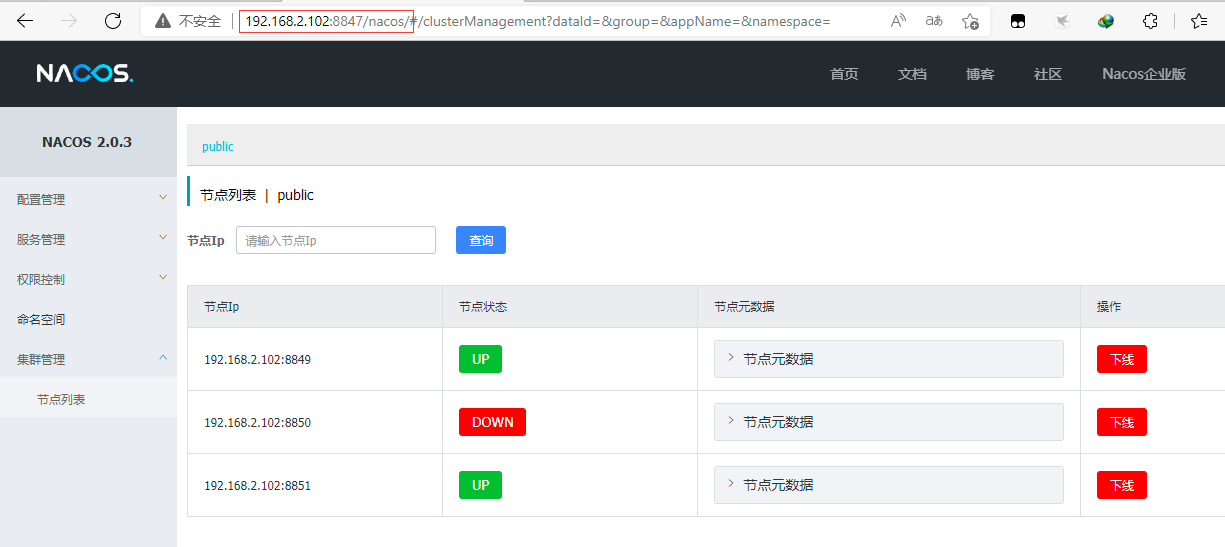 不安全 192.168.2.102:8847/nacos/#/clusterManagement?dataId=&group=&appName=&namespace=
NACOS.
首页 文档 博客 社区 Nacos企业版
NACOS 2.0.3
配置管理
服务管理
权限控制
命名空间
集群管理
节点列表
public
节点列表 | public
节点Ip 请输入节点Ip 查询
节点Ip 节点状态 节点元数据 操作
192.168.2.102:8849 UP 节点元数据 下线
192.168.2.102:8850 DOWN 节点元数据 下线
192.168.2.102:8851 UP 节点元数据 下线